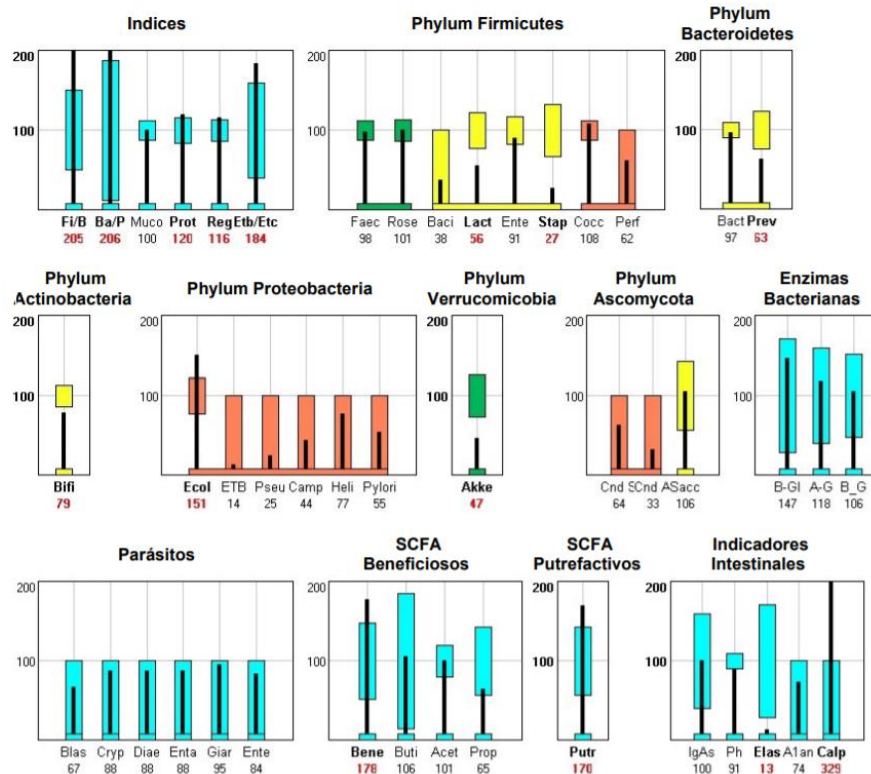 Indices
Phylum Firmicutes
Phylum
Bacteroidetes
200
100
Fi/B Ba/P Muco Prot Reg Etb/Etc
205 206 100 120 116 184
200
100
Faec Rose Baci Lact Ente Stap Cocc Perf
98 101 38 56 91 27 108 62
200
100
Bact Prev
97 63
Phylum
Actinobacteria
Phylum Proteobacteria
Phylum
Verrucomicobia
Phylum
Ascomycota
Enzimas
Bacterianas
200
100
Bifi
79
200
100
Ecol ETB Pseu Camp Heli Pylori
151 14 25 44 77 55
200
100
Akke
47
200
100
Cnd S Cnd A Sacc
64 33 106
200
100
B-Gl A-G B_G
147 118 106
Parásitos
SCFA
Beneficiosos
SCFA
Putrefactivos
Indicadores
Intestinales
200
100
Blas Cryp Diae Enta Giar Ente
67 88 88 88 95 84
200
100
Bene Buti Acet Prop
178 106 101 65
200
100
Putr
170
200
100
IgAs Ph Elas A1an Calp
100 91 13 74 329